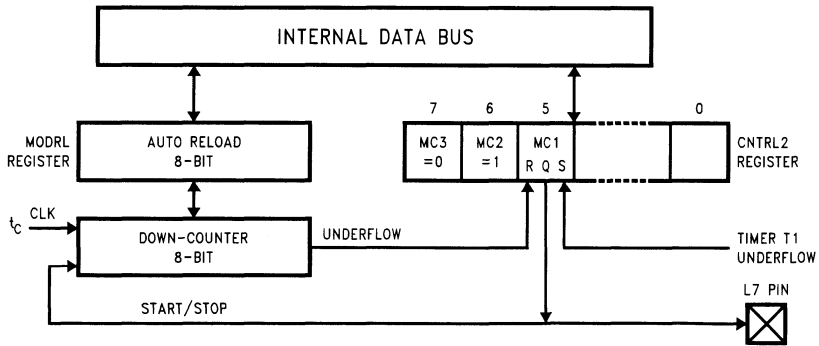 INTERNAL DATA BUS
7 6 5 0
MODRL
REGISTER
AUTO RELOAD
8-BIT
MC3
=0
MC2
=1
MC1
R Q S
CNTRL2
REGISTER
tC CLK
DOWN-COUNTER
8-BIT
UNDERFLOW
TIMER T1
UNDERFLOW
START/STOP
L7 PIN